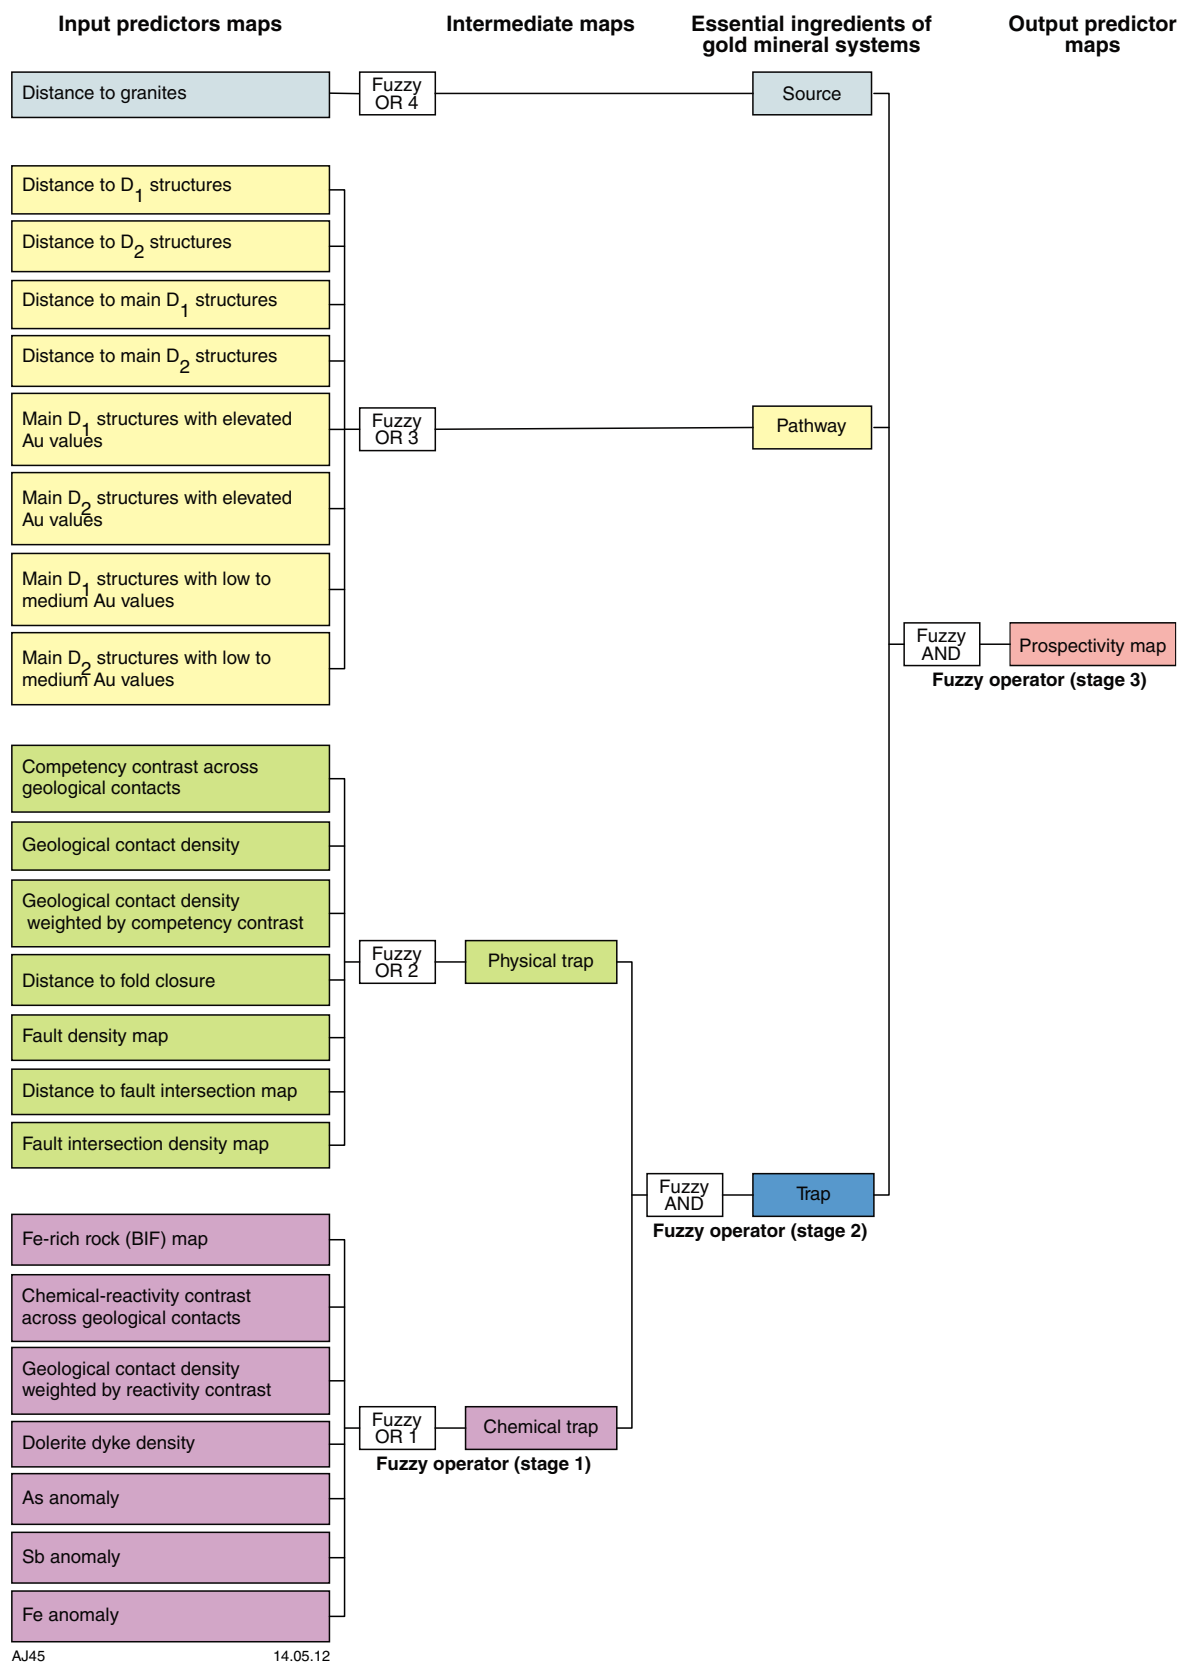 Input predictors maps
Intermediate maps
Essential ingredients of
gold mineral systems
Output predictor
maps
Distance to granites
Fuzzy
OR 4
Source
Distance to D1 structures
Distance to D2 structures
Distance to main D1 structures
Distance to main D2 structures
Main D1 structures with elevated
Au values
Fuzzy
OR 3
Pathway
Main D2 structures with elevated
Au values
Main D1 structures with low to
medium Au values
Main D2 structures with low to
medium Au values
Fuzzy
AND
Prospectivity map
Fuzzy operator (stage 3)
Competency contrast across
geological contacts
Geological contact density
Geological contact density
weighted by competency contrast
Distance to fold closure
Fuzzy
OR 2
Physical trap
Fault density map
Distance to fault intersection map
Fault intersection density map
Fuzzy
AND
Trap
Fuzzy operator (stage 2)
Fe-rich rock (BIF) map
Chemical-reactivity contrast
across geological contacts
Geological contact density
weighted by reactivity contrast
Dolerite dyke density
Fuzzy
OR 1
Chemical trap
Fuzzy operator (stage 1)
As anomaly
Sb anomaly
Fe anomaly
AJ45
14.05.12